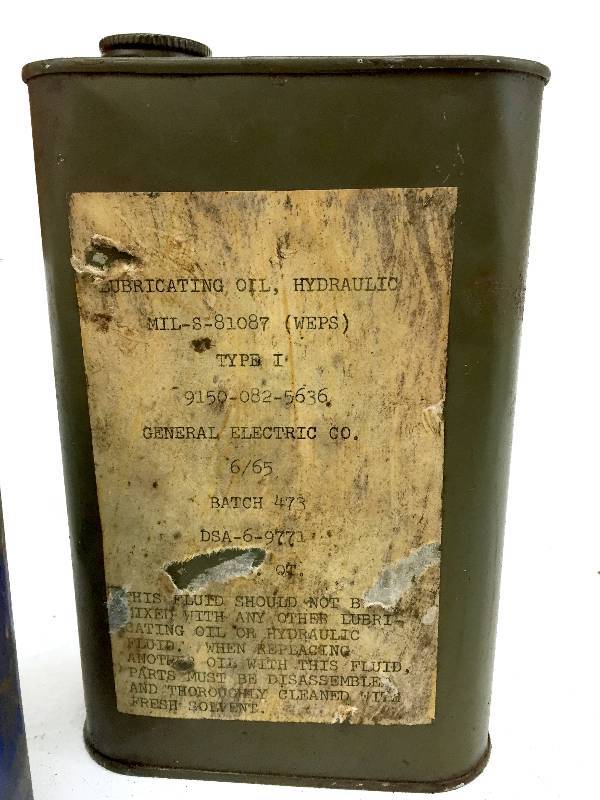 LUBRICATING OIL, HYDRAULIC
MIL-S-81087 (WEPS)
TYPE I
9150-082-5636
GENERAL ELECTRIC CO.
6/65
BATCH 473
DSA-6-9771
QT
THIS FLUID SHOULD NOT B
MIXED WITH ANY OTHER LUBRI-
CATING OIL OR HYDRAULIC
FLUID. WHEN REPLACING
ANOTHER OIL WITH THIS FLUID,
PARTS MUST BE DISASSEMBLE
AND THOROUGHLY CLEANED WITH
FRESH SOLVENT.